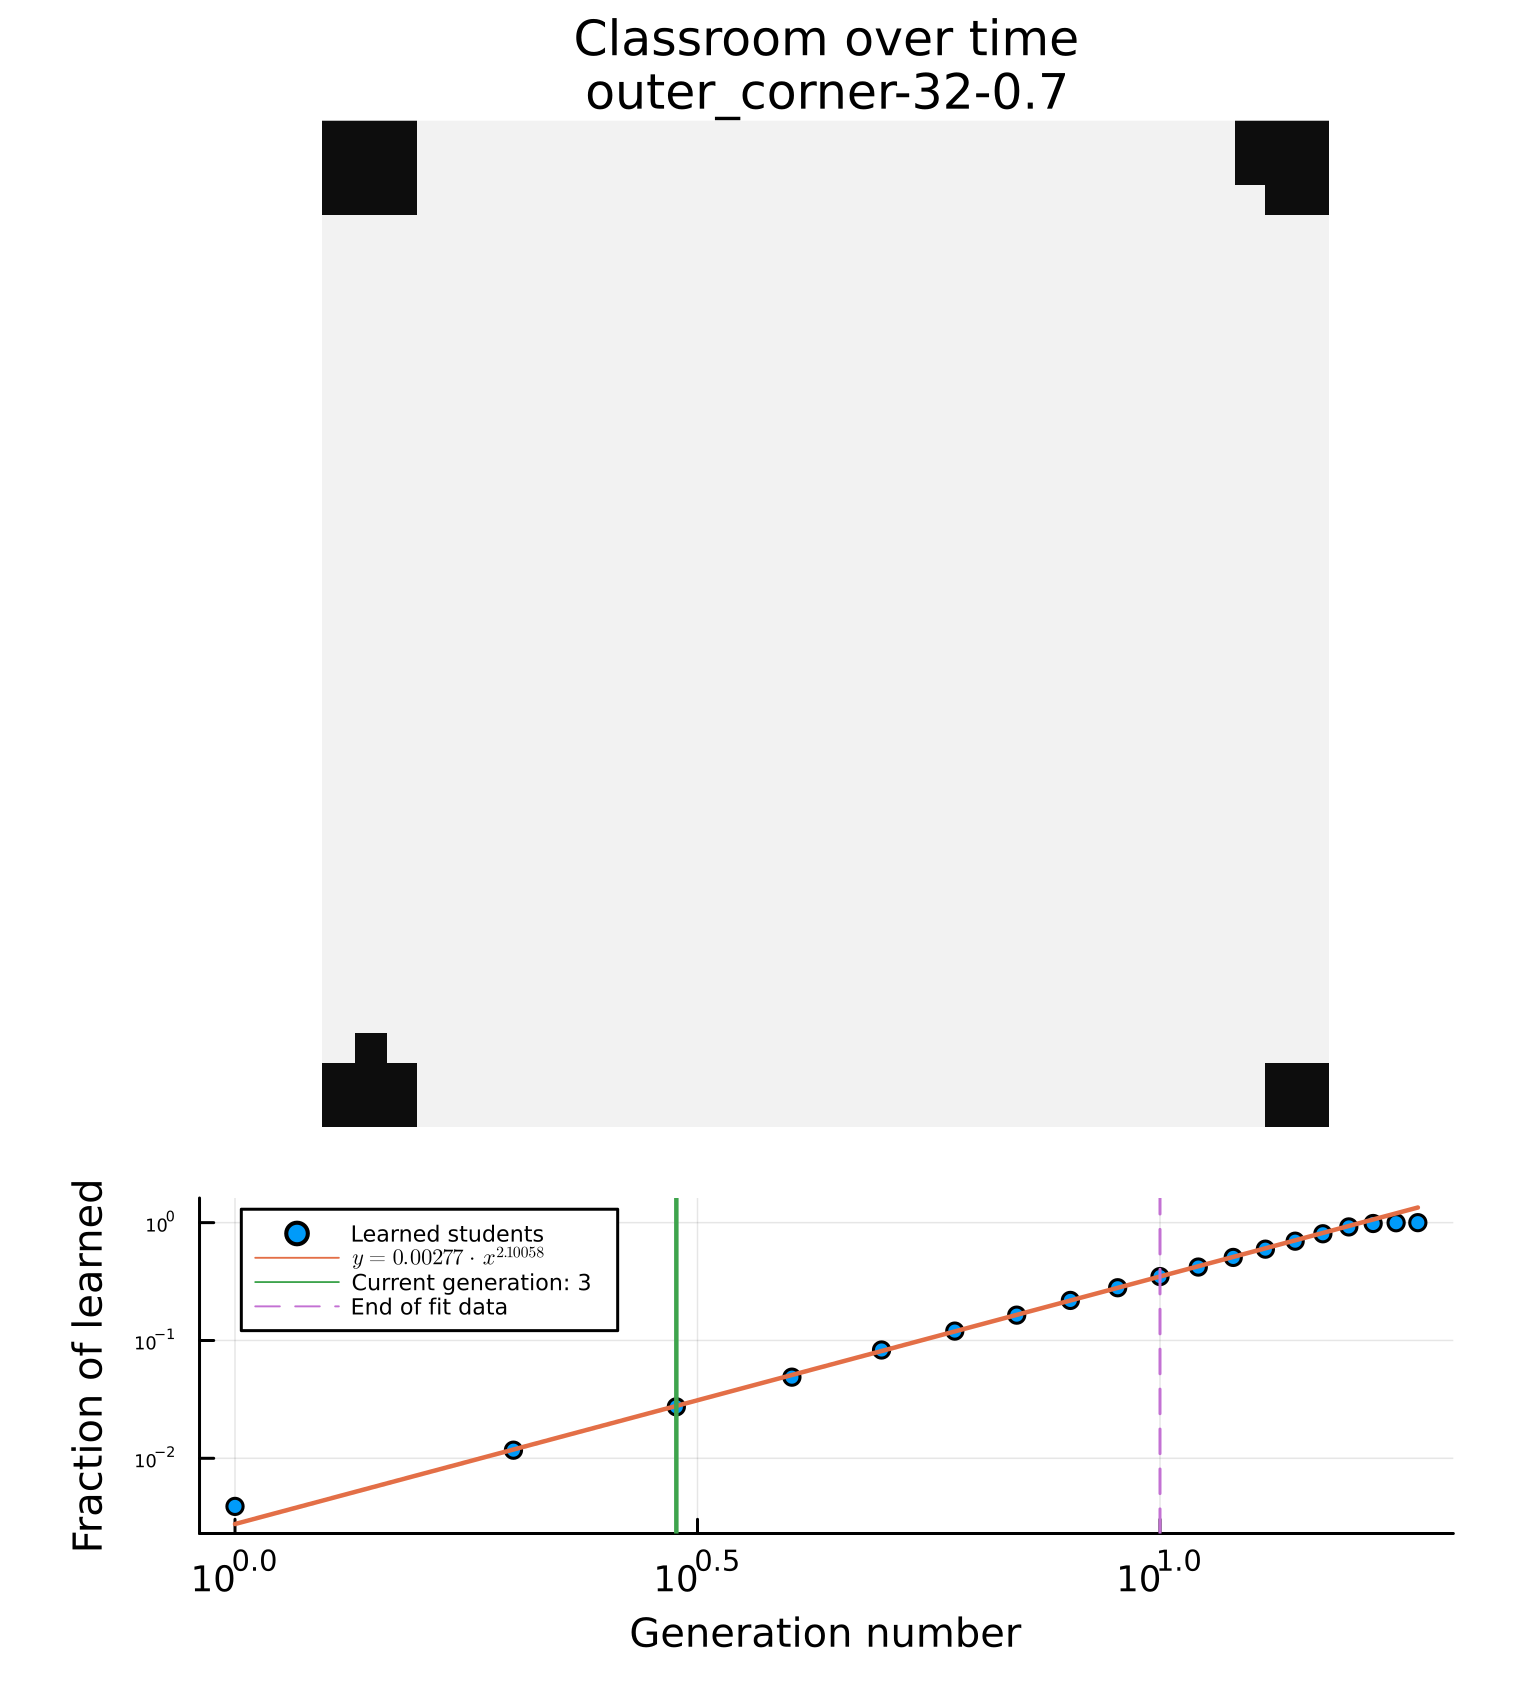 Classroom over time
outer_corner-32-0.7
Fraction of learned
10^0
10^-1
10^-2
Learned students
y = 0.00277 · x^2.10058
Current generation: 3
End of fit data
10^0.0 10^0.5 10^1.0
Generation number